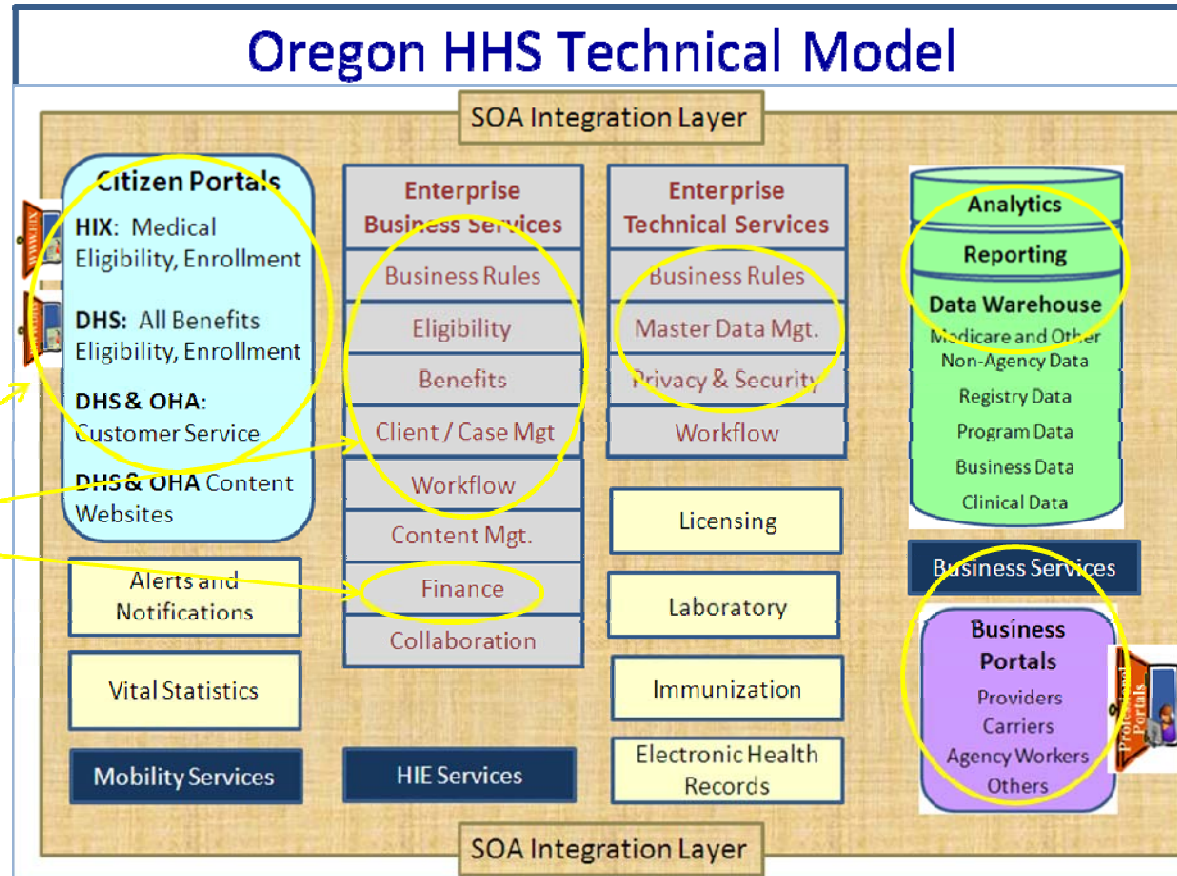 Oregon HHS Technical Model
SOA Integration Layer
Citizen Portals
HIX: Medical
Eligibility, Enrollment
DHS: All Benefits
Eligibility, Enrollment
DHS & OHA:
Customer Service
DHS & OHA Content
Websites
WWW.HIX
Alerts and
Notifications
Vital Statistics
Mobility Services
Enterprise
Business Services
Business Rules
Eligibility
Benefits
Client / Case Mgt
Workflow
Content Mgt.
Finance
Collaboration
HIE Services
Enterprise
Technical Services
Business Rules
Master Data Mgt.
Privacy & Security
Workflow
Licensing
Laboratory
Immunization
Electronic Health
Records
Analytics
Reporting
Data Warehouse
Medicare and Other
Non-Agency Data
Registry Data
Program Data
Business Data
Clinical Data
Business Services
Business
Portals
Providers
Carriers
Agency Workers
Others
Professional
Portals
SOA Integration Layer